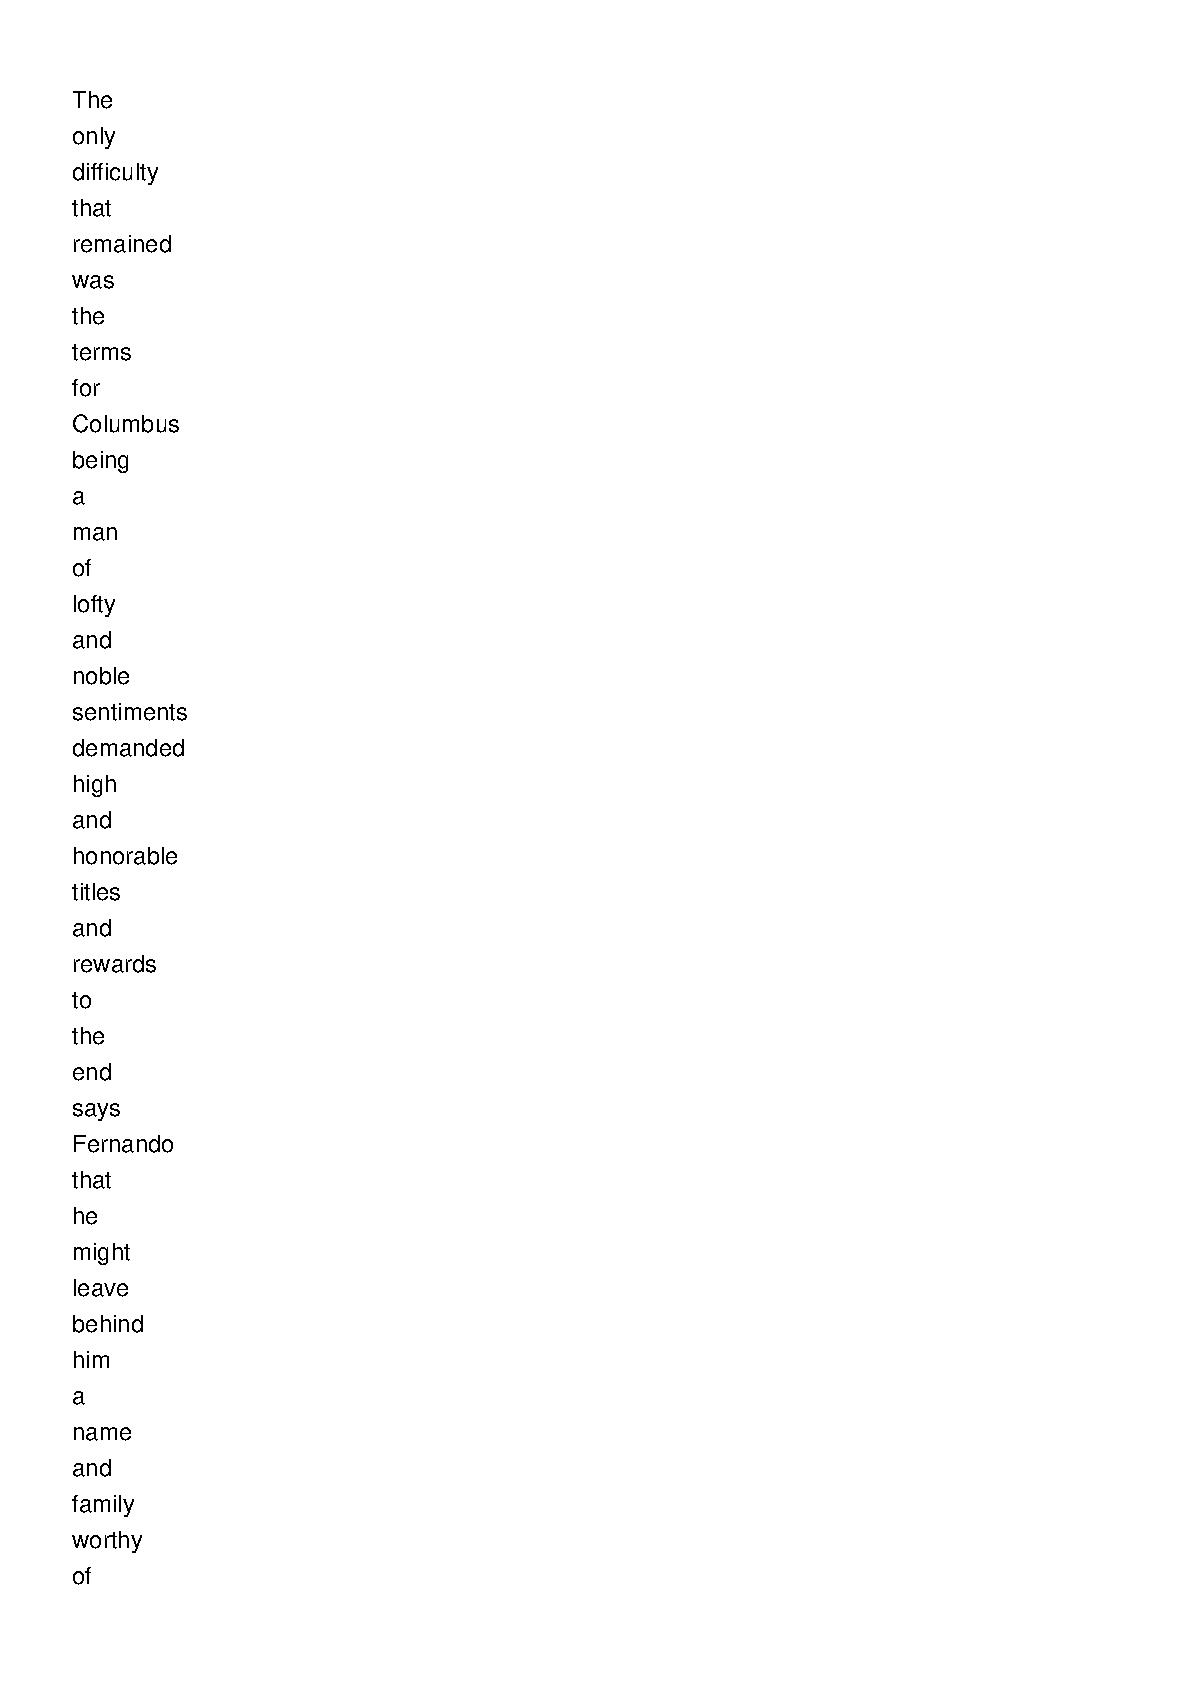 The
only
difficulty
that
remained
was
the
terms
for
Columbus
being
a
man
of
lofty
and
noble
sentiments
demanded
high
and
honorable
titles
and
rewards
to
the
end
says
Fernando
that
he
might
leave
behind
him
a
name
and
family
worthy
of